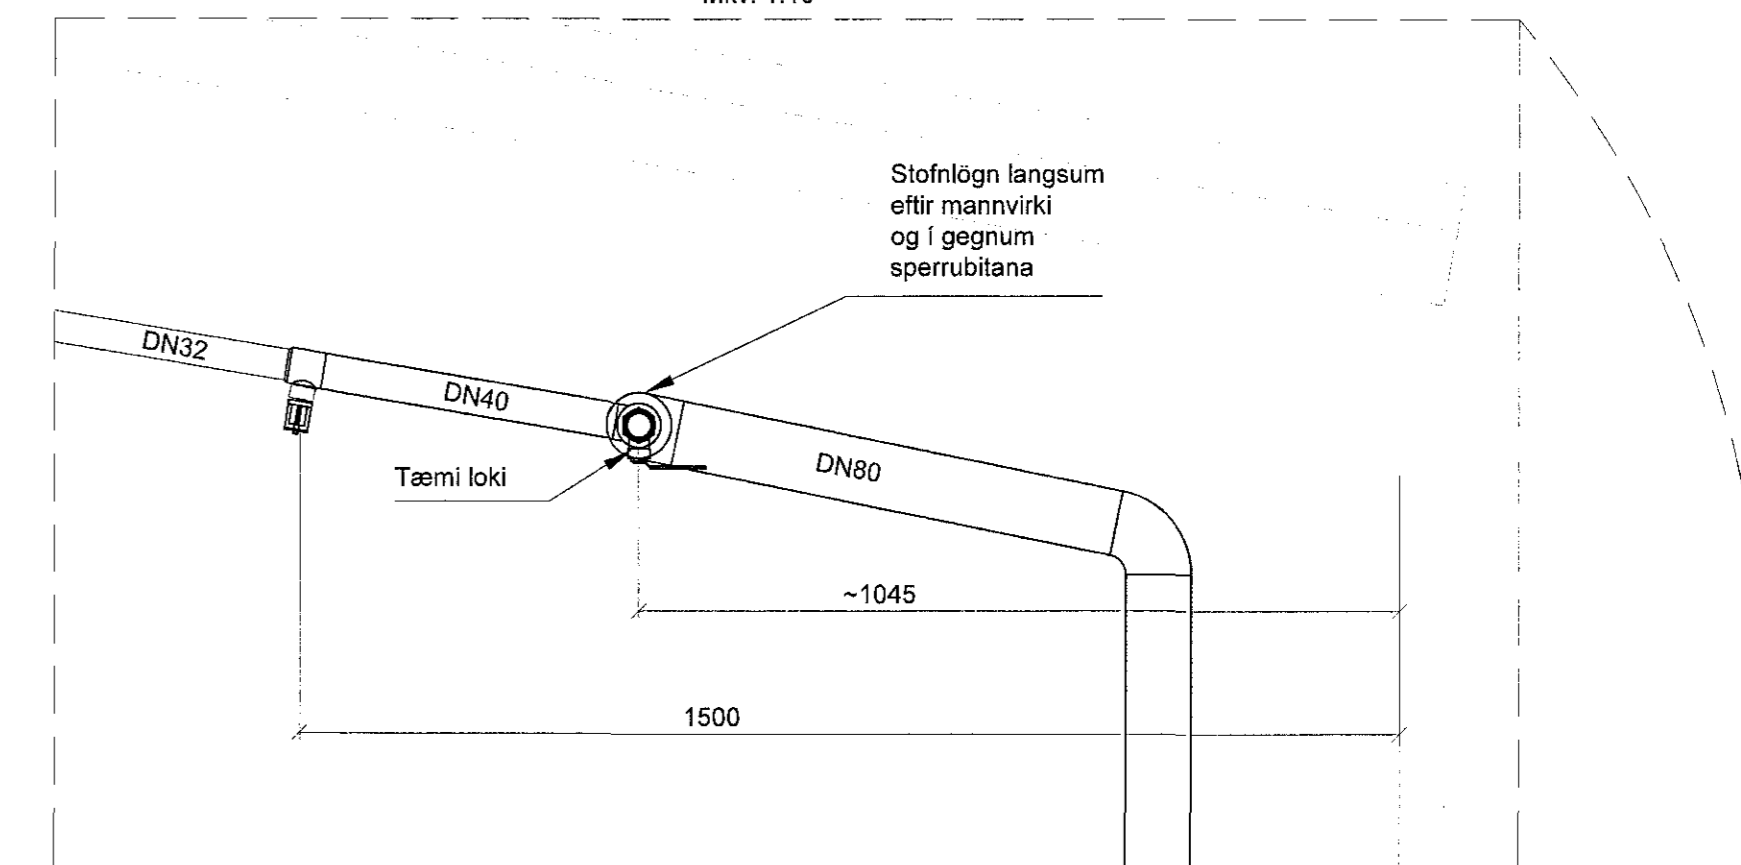 Stofnlögn langsum
eftir mannvirki
og í gegnum
sperrubitana
DN32
DN40
DN80
Tæmi loki
~1045
1500